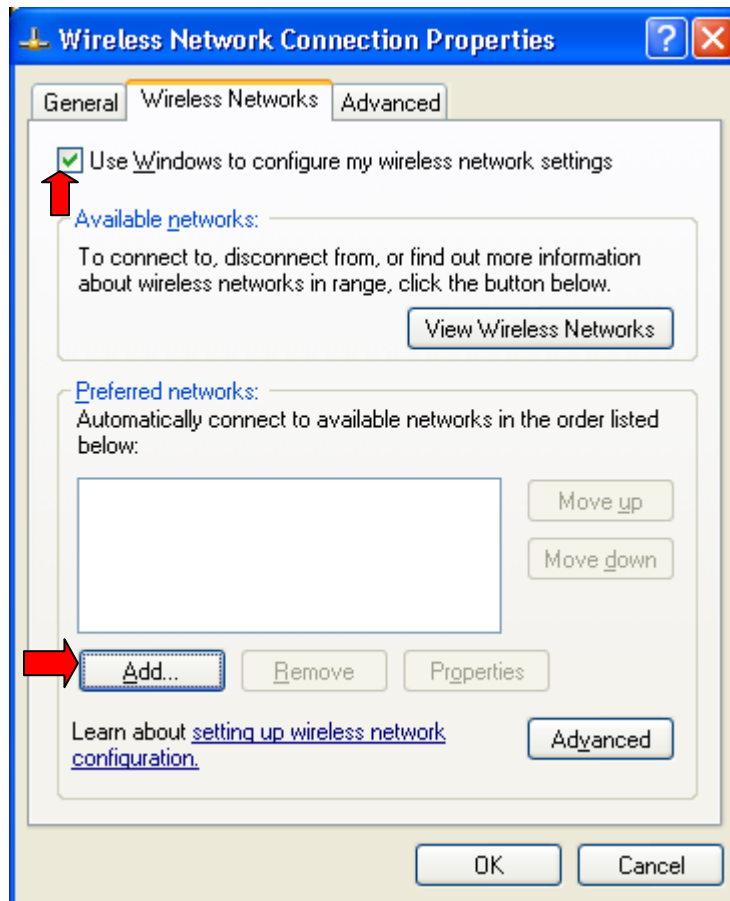 Wireless Network Connection Properties
?
X
General
Wireless Networks
Advanced
Use Windows to configure my wireless network settings
Available networks:
To connect to, disconnect from, or find out more information
about wireless networks in range, click the button below.
View Wireless Networks
Preferred networks:
Automatically connect to available networks in the order listed
below:
Move up
Move down
Add...
Remove
Properties
Learn about setting up wireless network
configuration.
Advanced
OK
Cancel